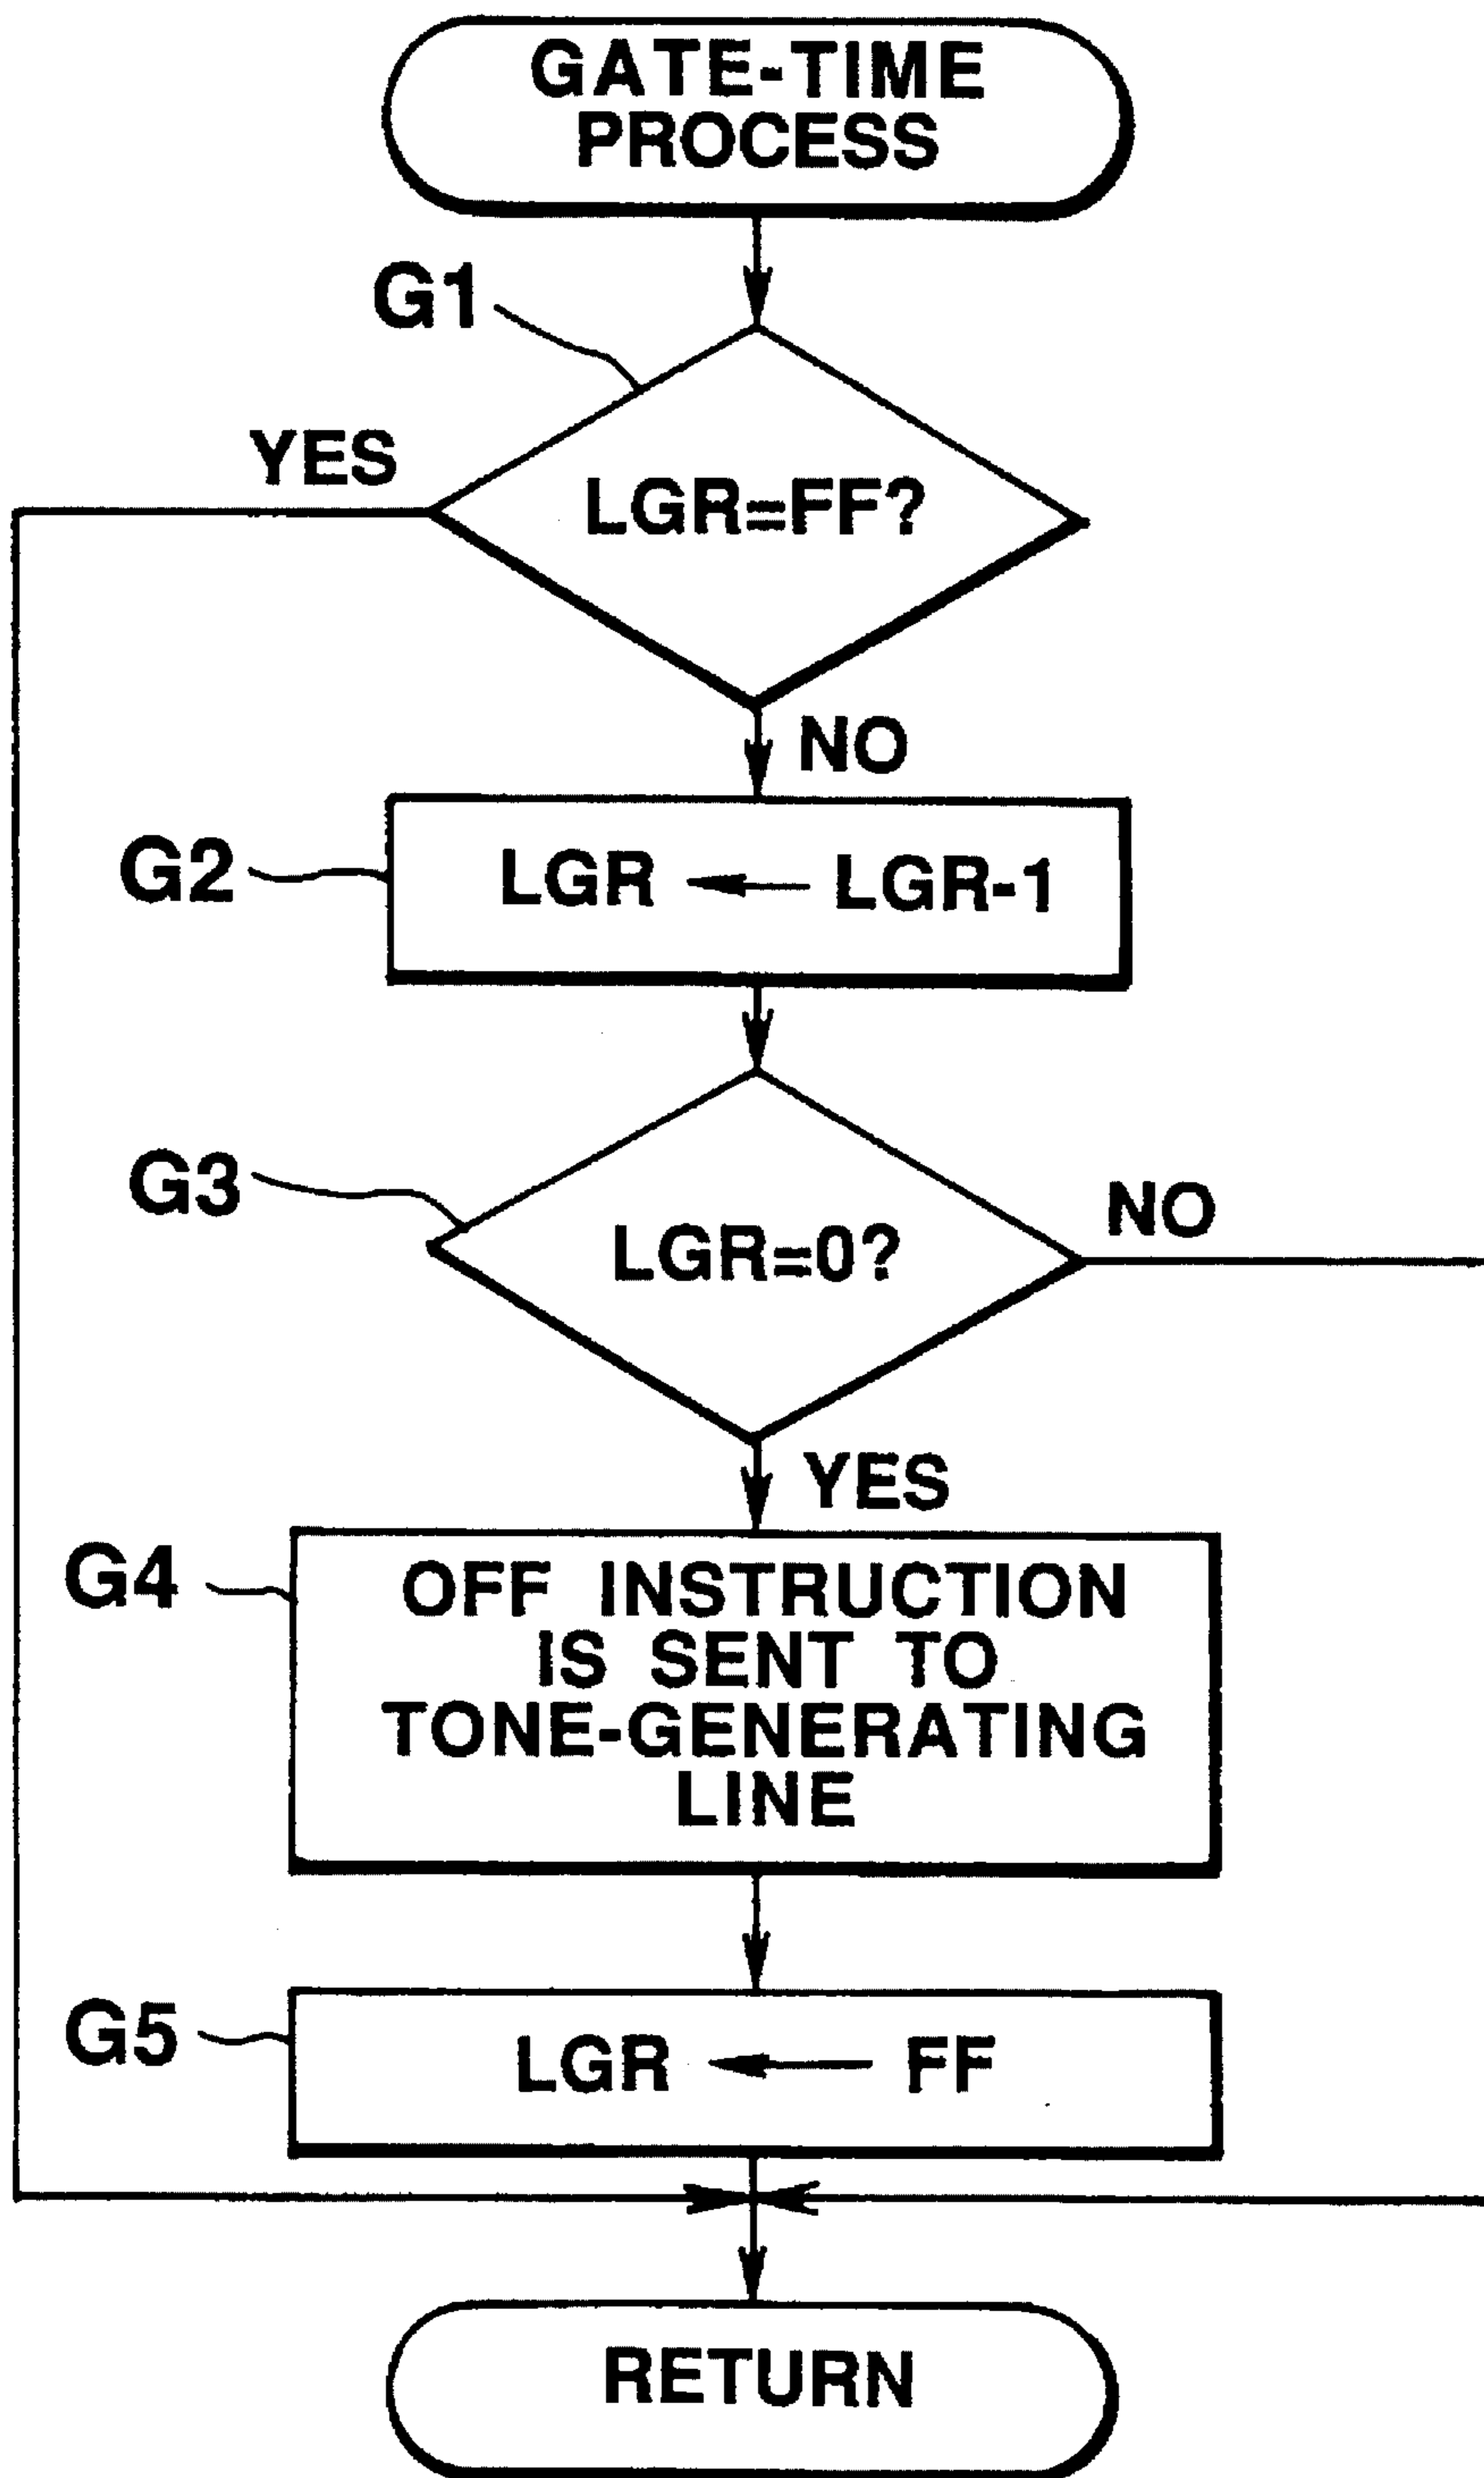 GATE-TIME
PROCESS
G1
YES
LGR=FF?
NO
G2
LGR ← LGR-1
G3
LGR=0?
NO
YES
G4
OFF INSTRUCTION
IS SENT TO
TONE-GENERATING
LINE
G5
LGR ← FF
RETURN